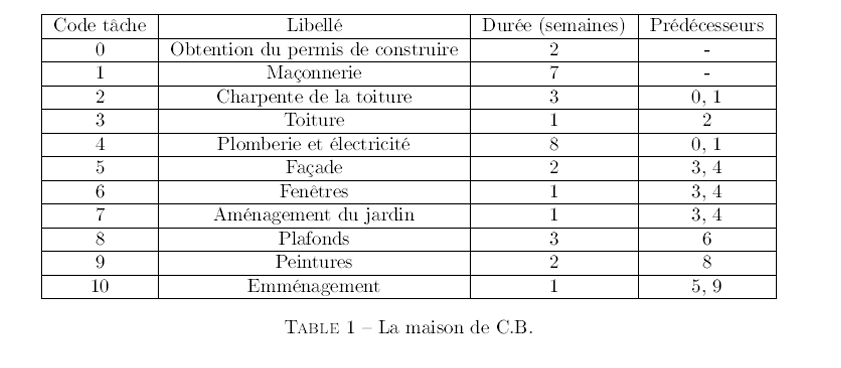 Code tâche Libellé Durée (semaines) Prédécesseurs
0 Obtention du permis de construire 2 -
1 Maçonnerie 7 -
2 Charpente de la toiture 3 0, 1
3 Toiture 1 2
4 Plomberie et électricité 8 0, 1
5 Façade 2 3, 4
6 Fenêtres 1 3, 4
7 Aménagement du jardin 1 3, 4
8 Plafonds 3 6
9 Peintures 2 8
10 Emménagement 1 5, 9
TABLE 1 – La maison de C.B.